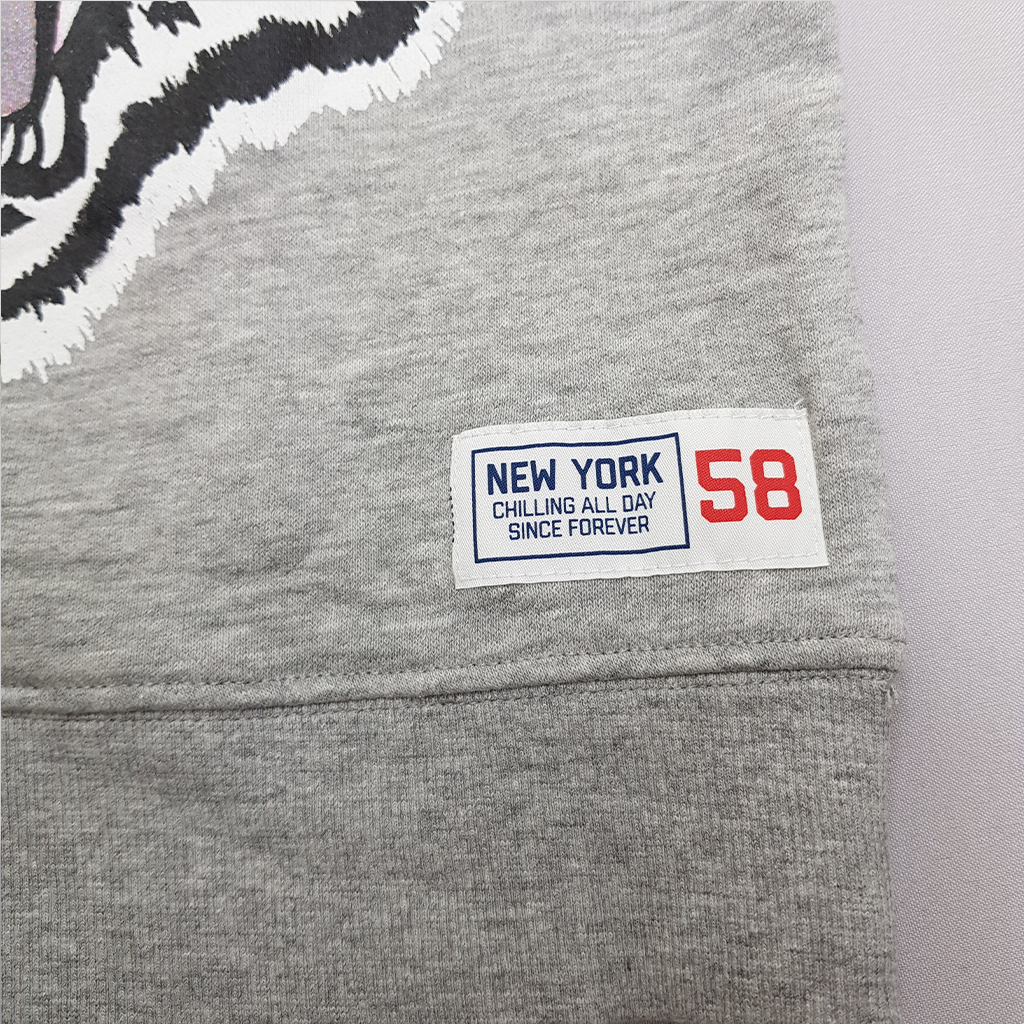 NEW YORK
CHILLING ALL DAY
SINCE FOREVER
58